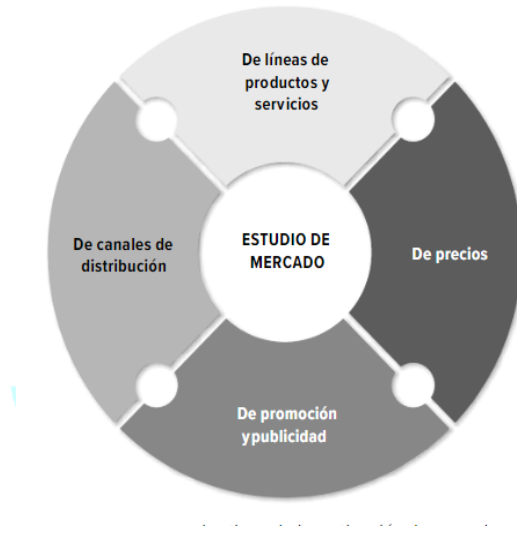 De líneas de
productos y
servicios
De canales de
distribución
ESTUDIO DE
MERCADO
De precios
De promoción
ypublicidad